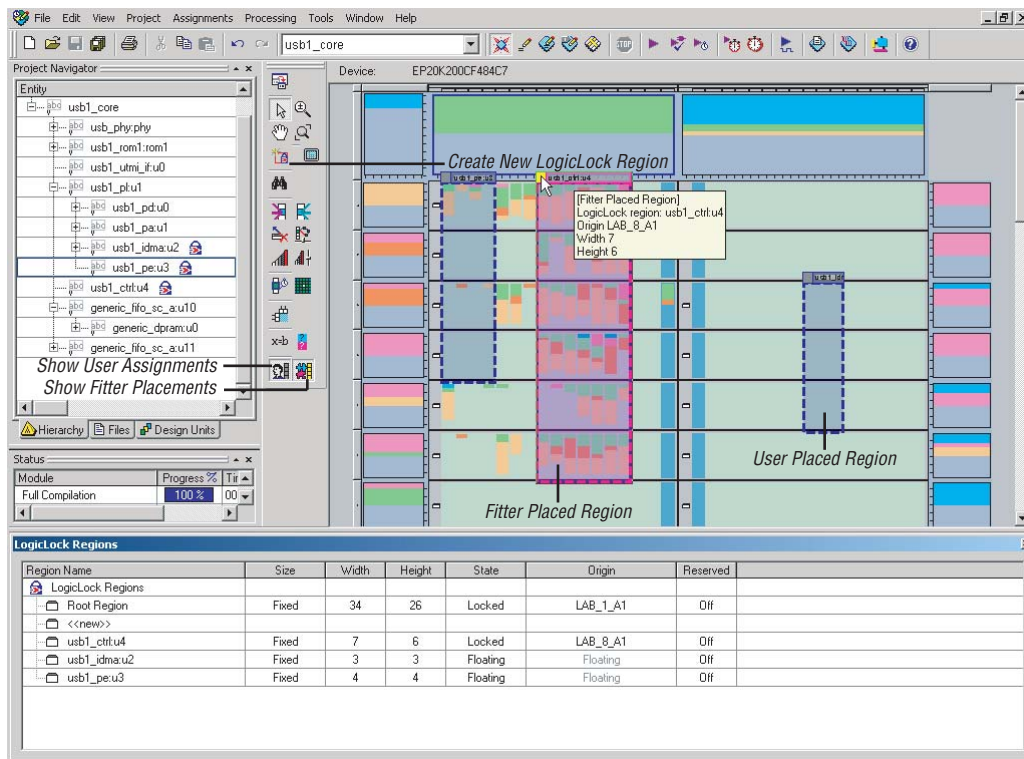 File Edit View Project Assignments Processing Tools Window Help
usb1_core
Project Navigator
Device: EP20K200CF484C7
Entity
usb1_core
usb_phy:phy
usb1_rom1:rom1
usb1_utmi_if:u0
usb1_pl:u1
usb1_pd:u0
usb1_pa:u1
usb1_idma:u2
usb1_pe:u3
usb1_ctrl:u4
generic_fifo_sc_a:u10
generic_dpram:u0
generic_fifo_sc_a:u11
Create New LogicLock Region
usb1_pe:u3
usb1_ctrl:u4
[Fitter Placed Region]
LogicLock region: usb1_ctrl:u4
Origin LAB_8_A1
Width 7
Height 6
Show User Assignments
Show Fitter Placements
x=b
User Placed Region
Fitter Placed Region
Hierarchy Files Design Units
Status
Module Progress %
Full Compilation 100 % 00
LogicLock Regions
Region Name Size Width Height State Origin Reserved
LogicLock Regions
Root Region Fixed 34 26 Locked LAB_1_A1 Off
<<new>>
usb1_ctrl:u4 Fixed 7 6 Locked LAB_8_A1 Off
usb1_idma:u2 Fixed 3 3 Floating Floating Off
usb1_pe:u3 Fixed 4 4 Floating Floating Off